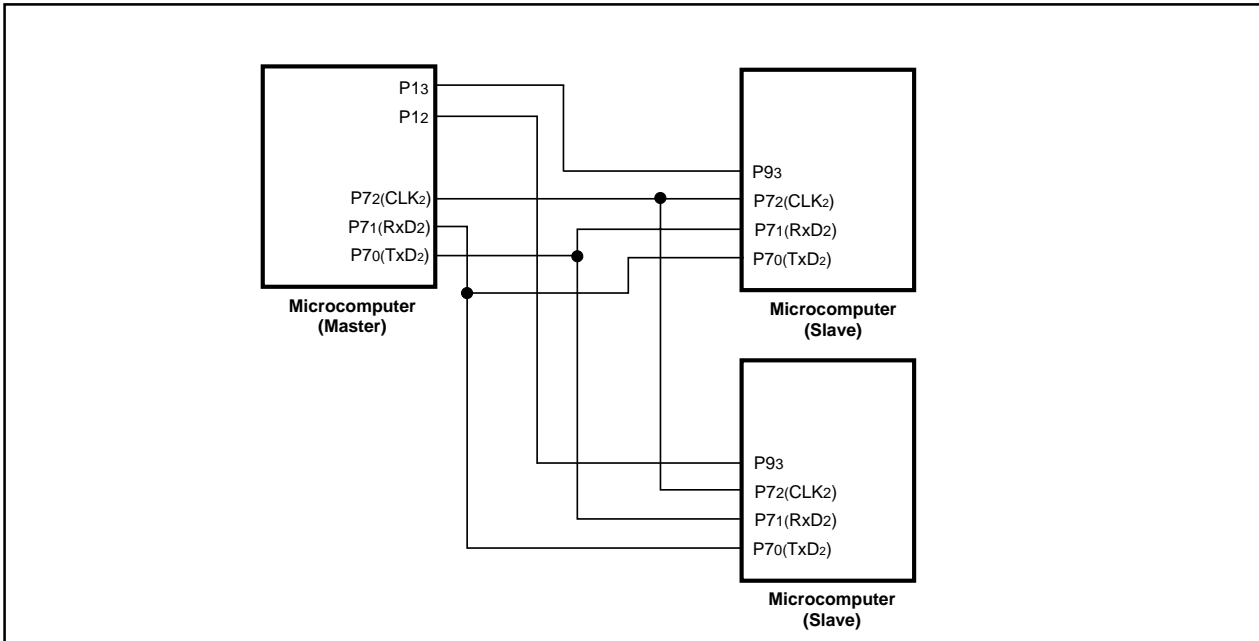 P13
P12
P72(CLK2)
P71(RxD2)
P70(TxD2)
Microcomputer
(Master)
P93
P72(CLK2)
P71(RxD2)
P70(TxD2)
Microcomputer
(Slave)
P93
P72(CLK2)
P71(RxD2)
P70(TxD2)
Microcomputer
(Slave)